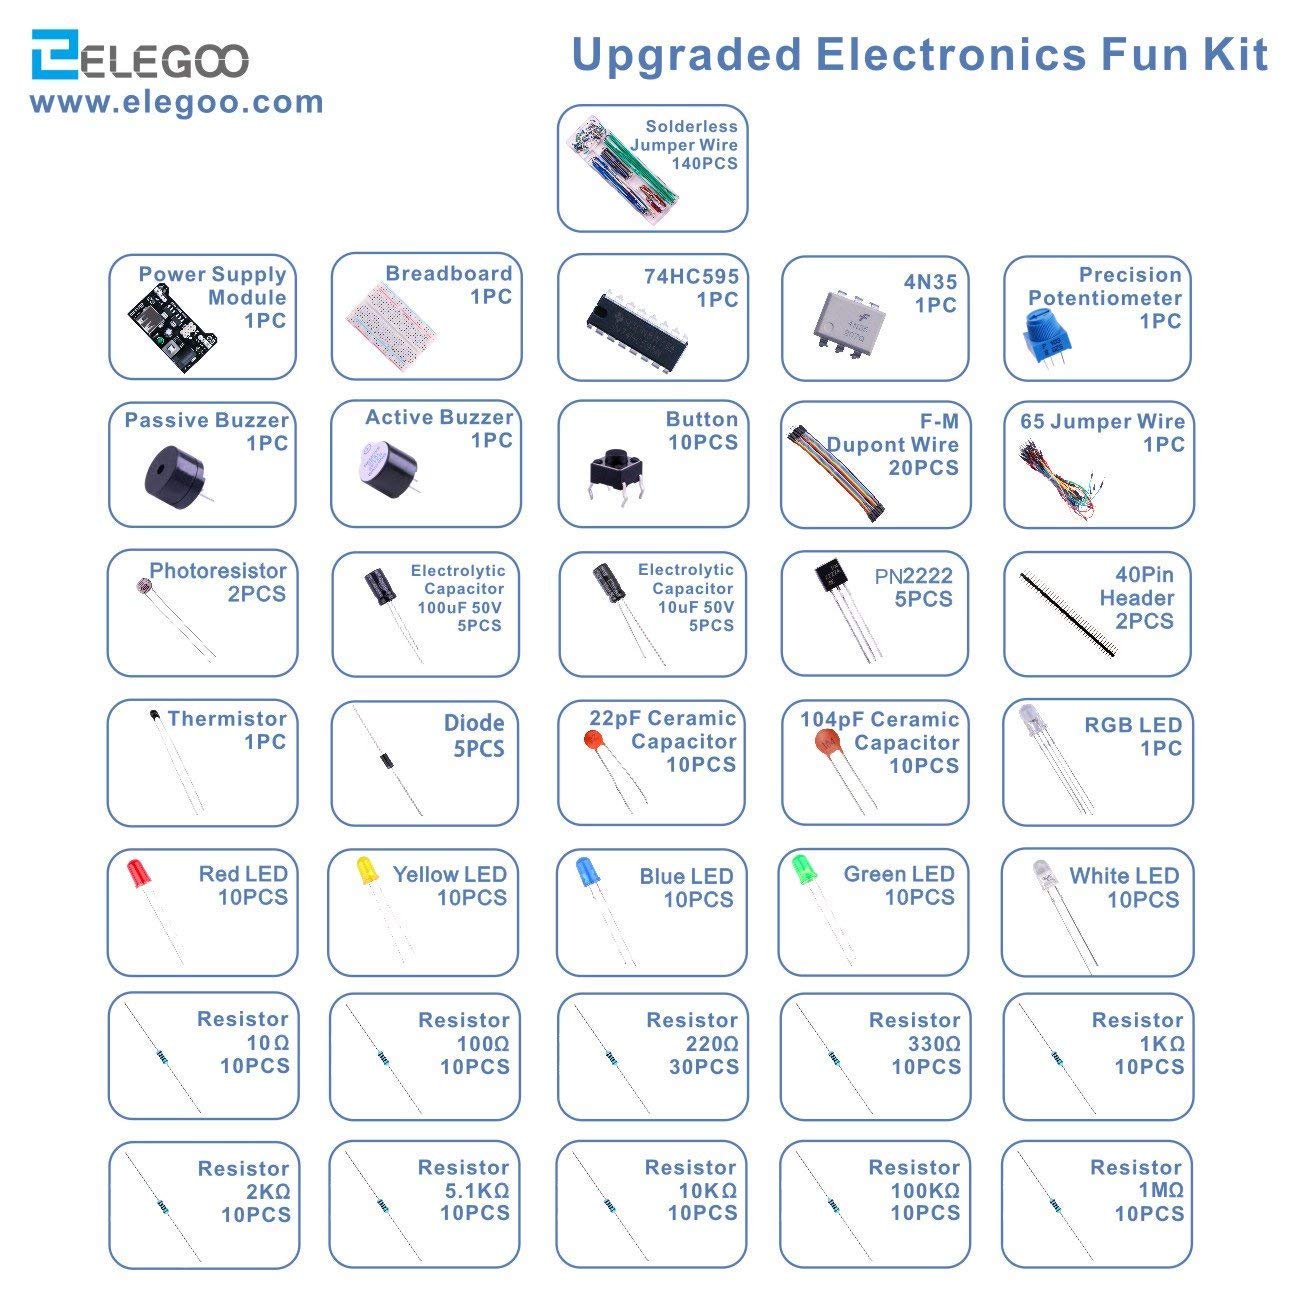 ELEGOO
www.elegoo.com
Upgraded Electronics Fun Kit
Solderless
Jumper Wire
140PCS
Power Supply
Module
1PC
Breadboard
1PC
74HC595
1PC
4N35
1PC
Precision
Potentiometer
1PC
Passive Buzzer
1PC
Active Buzzer
1PC
Button
10PCS
F-M
Dupont Wire
20PCS
65 Jumper Wire
1PC
Photoresistor
2PCS
Electrolytic
Capacitor
100uF 50V
5PCS
Electrolytic
Capacitor
10uF 50V
5PCS
PN2222
5PCS
40Pin
Header
2PCS
Thermistor
1PC
Diode
5PCS
22pF Ceramic
Capacitor
10PCS
104pF Ceramic
Capacitor
10PCS
RGB LED
1PC
Red LED
10PCS
Yellow LED
10PCS
Blue LED
10PCS
Green LED
10PCS
White LED
10PCS
Resistor
10Ω
10PCS
Resistor
100Ω
10PCS
Resistor
220Ω
30PCS
Resistor
330Ω
10PCS
Resistor
1KΩ
10PCS
Resistor
2KΩ
10PCS
Resistor
5.1KΩ
10PCS
Resistor
10KΩ
10PCS
Resistor
100KΩ
10PCS
Resistor
1MΩ
10PCS